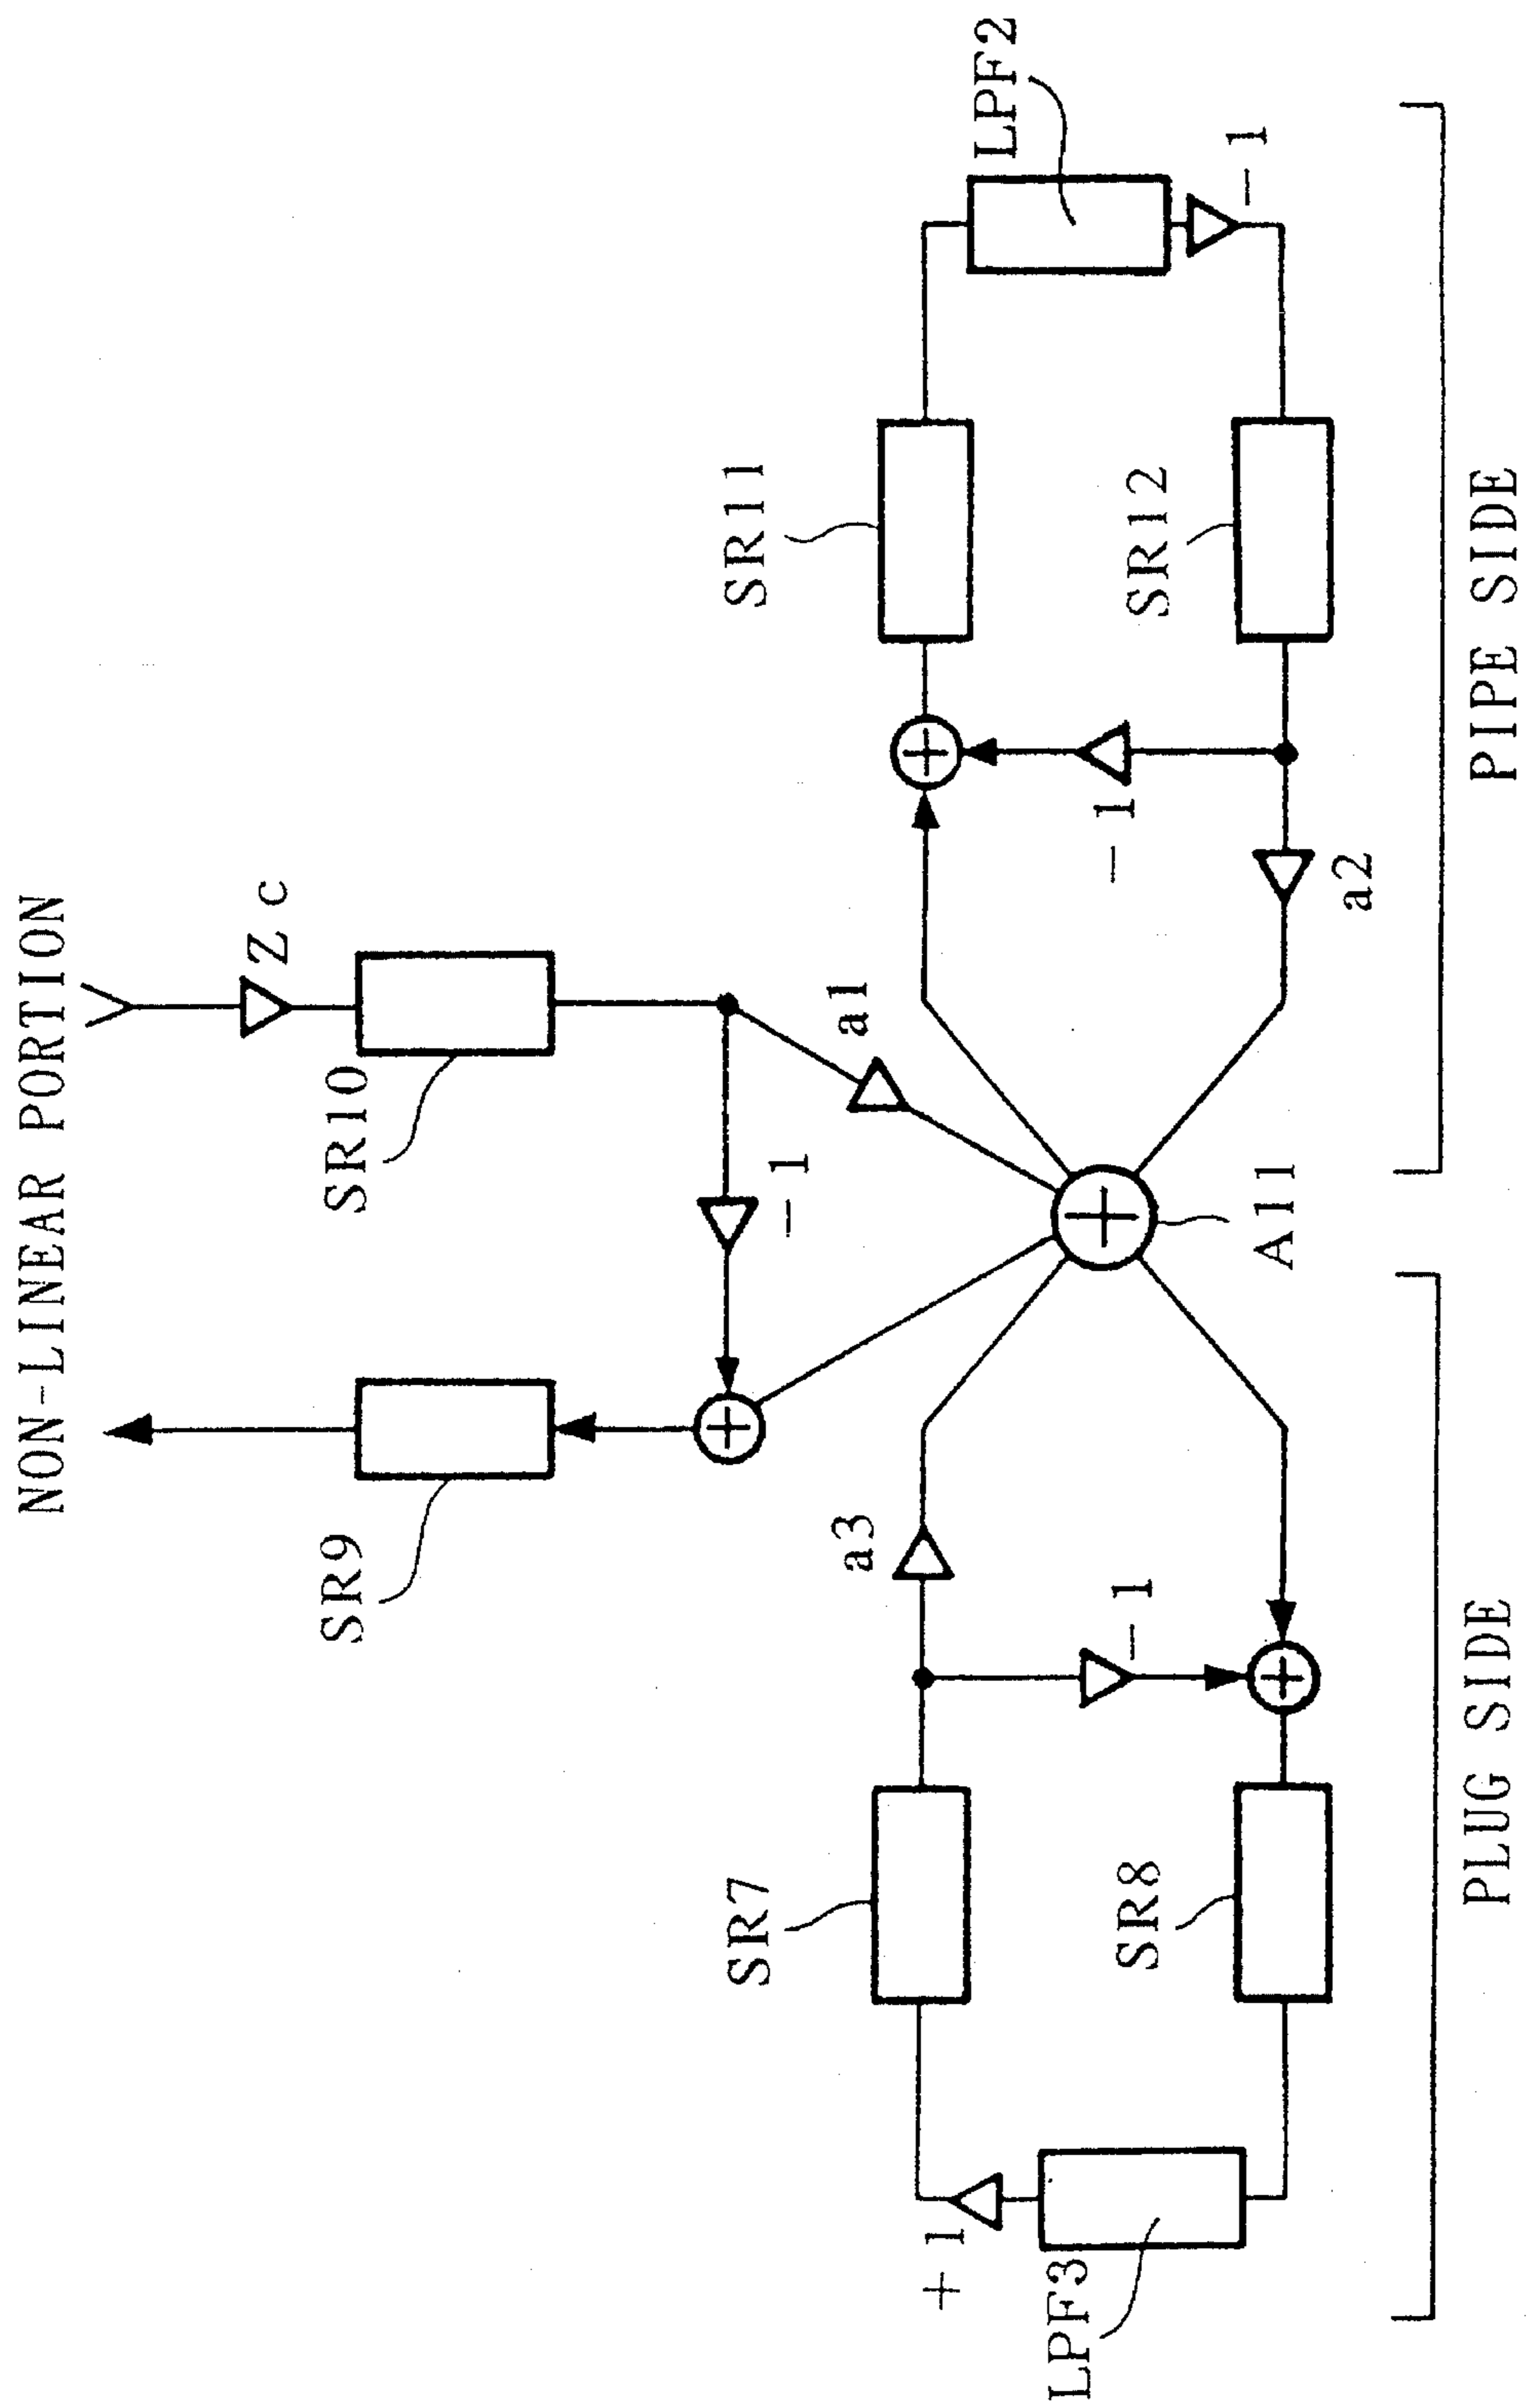 NON-LINEAR PORTION
Zc
SR9
SR10
-1
a1
a3
SR7
SR11
LPF2
+1
-1
-1
-1
LPF3
SR8
A11
a2
SR12
PLUG SIDE
PIPE SIDE